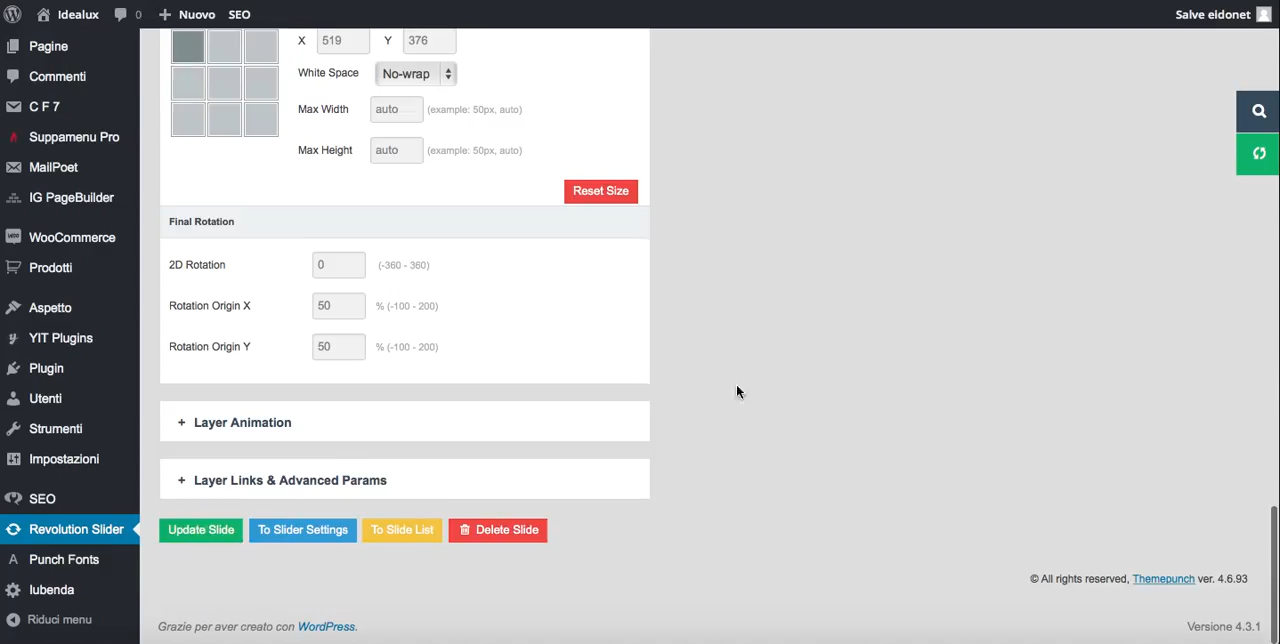 Idealux 0 Nuovo SEO Salve eidonet
Pagine
Commenti
C F 7
Suppamenu Pro
MailPoet
IG PageBuilder
WooCommerce
Prodotti
Aspetto
YIT Plugins
Plugin
Utenti
Strumenti
Impostazioni
SEO
Revolution Slider
Punch Fonts
Iubenda
Riduci menu
X 519 Y 376
White Space No-wrap
Max Width auto (example: 50px, auto)
Max Height auto (example: 50px, auto)
Reset Size
Final Rotation
2D Rotation 0 (-360 - 360)
Rotation Origin X 50 % (-100 - 200)
Rotation Origin Y 50 % (-100 - 200)
+ Layer Animation
+ Layer Links & Advanced Params
Update Slide To Slider Settings To Slide List Delete Slide
© All rights reserved, Themepunch ver. 4.6.93
Grazie per aver creato con WordPress. Versione 4.3.1